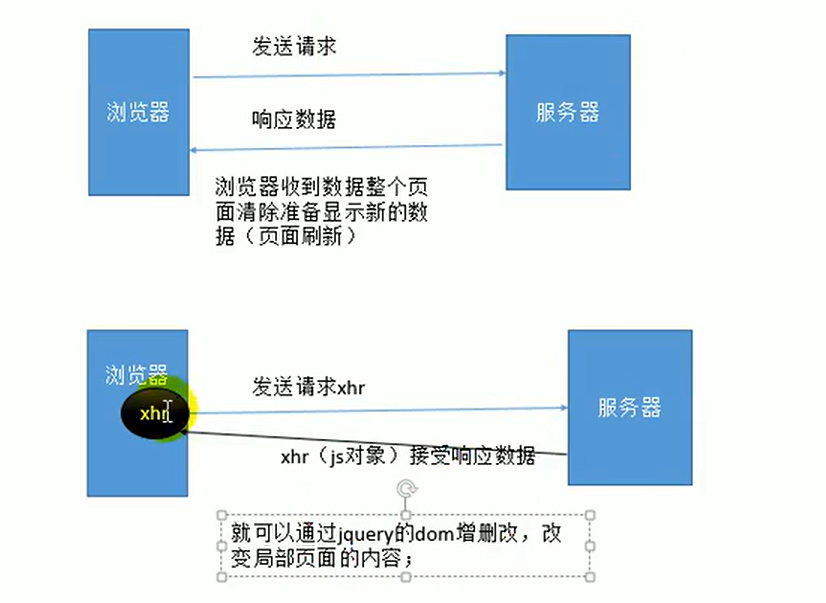 发送请求
浏览器
服务器
响应数据
浏览器收到数据整个页
面清除准备显示新的数
据（页面刷新）
浏览器
发送请求xhr
xhr
服务器
xhr（js对象）接受响应数据
就可以通过jquery的dom增删改，改
变局部页面的内容；